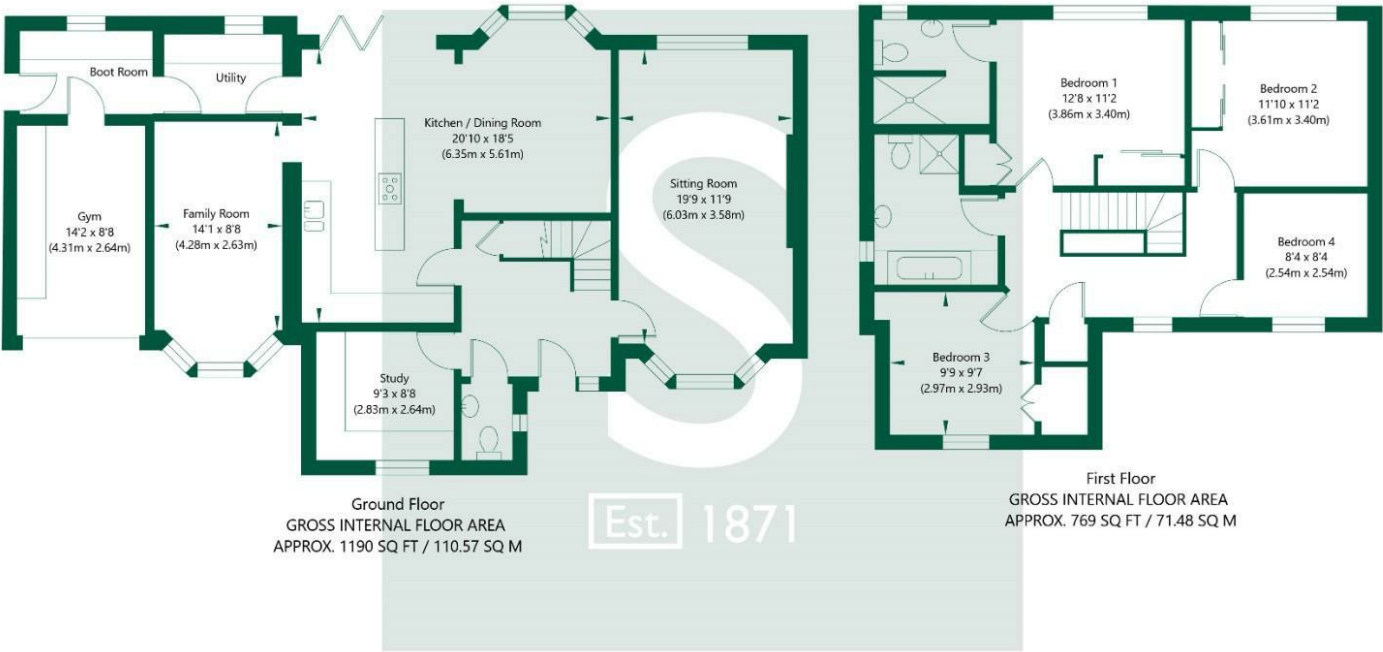 Boot Room
Utility
Kitchen / Dining Room
20'10 x 18'5
(6.35m x 5.61m)
Sitting Room
19'9 x 11'9
(6.03m x 3.58m)
Gym
14'2 x 8'8
(4.31m x 2.64m)
Family Room
14'1 x 8'8
(4.28m x 2.63m)
Study
9'3 x 8'8
(2.83m x 2.64m)
Ground Floor
GROSS INTERNAL FLOOR AREA
APPROX. 1190 SQ FT / 110.57 SQ M
Bedroom 1
12'8 x 11'2
(3.86m x 3.40m)
Bedroom 2
11'10 x 11'2
(3.61m x 3.40m)
Bedroom 4
8'4 x 8'4
(2.54m x 2.54m)
Bedroom 3
9'9 x 9'7
(2.97m x 2.93m)
First Floor
GROSS INTERNAL FLOOR AREA
APPROX. 769 SQ FT / 71.48 SQ M
S
Est. 1871